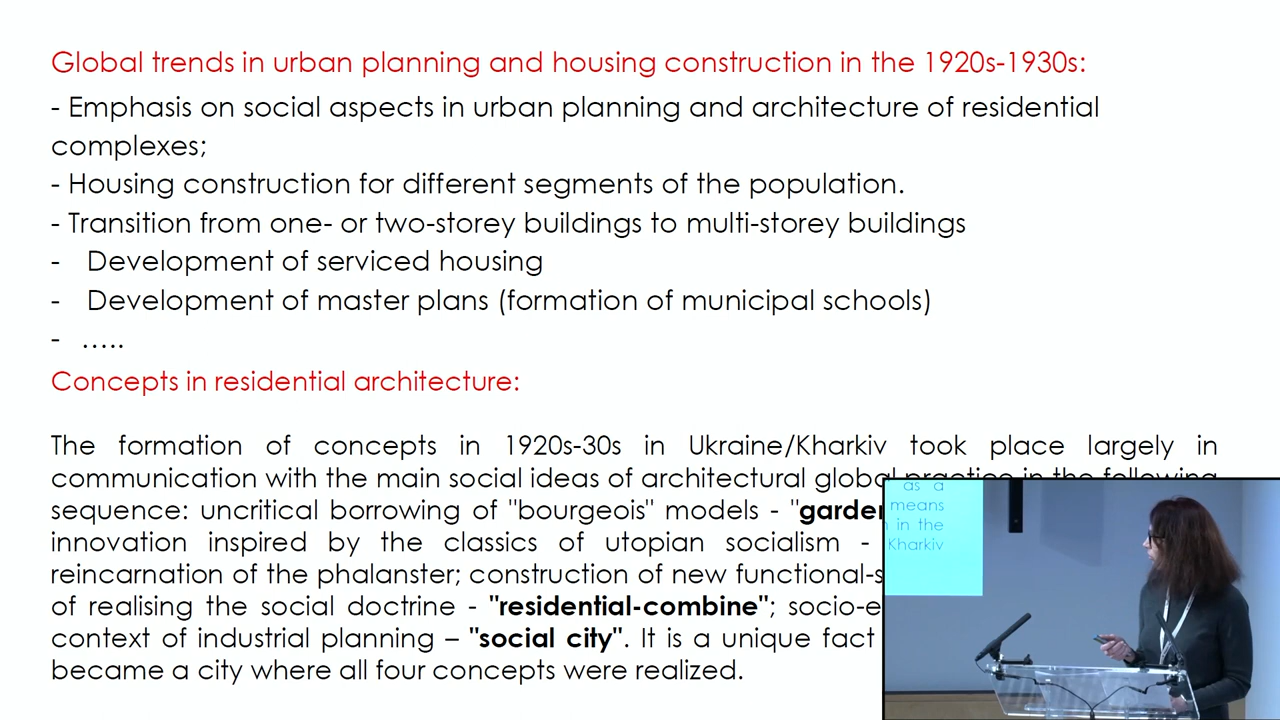 Global trends in urban planning and housing construction in the 1920s-1930s:
- Emphasis on social aspects in urban planning and architecture of residential
complexes;
- Housing construction for different segments of the population.
- Transition from one- or two-storey buildings to multi-storey buildings
- Development of serviced housing
- Development of master plans (formation of municipal schools)
- .....
Concepts in residential architecture:
The formation of concepts in 1920s-30s in Ukraine/Kharkiv took place largely in
communication with the main social ideas of architectural global practice in the following
sequence: uncritical borrowing of "bourgeois" models - "garde
innovation inspired by the classics of utopian socialism -
reincarnation of the phalanster; construction of new functional-s
of realising the social doctrine - "residential-combine"; socio-e
context of industrial planning – "social city". It is a unique fact
became a city where all four concepts were realized.
as a
means
in the
Kharkiv